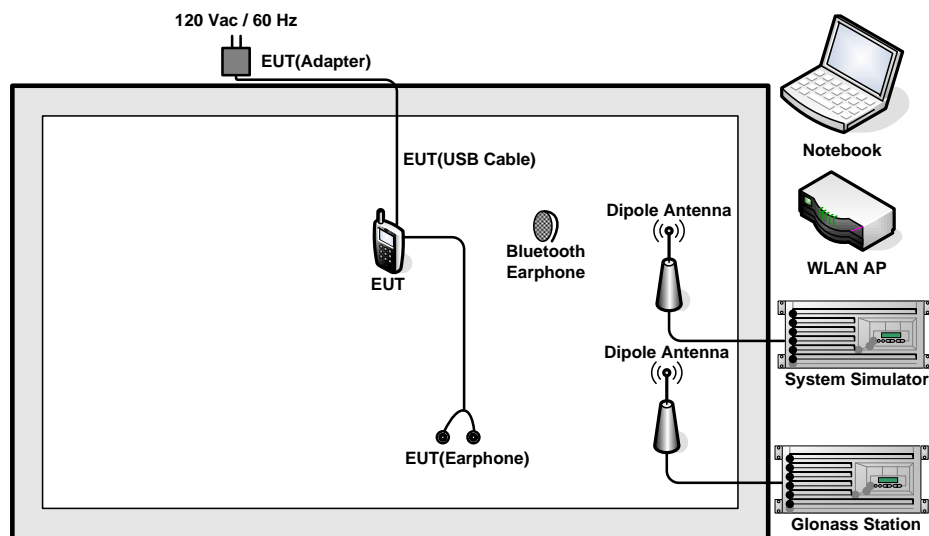 120 Vac / 60 Hz
EUT(Adapter)
EUT(USB Cable)
Notebook
Dipole Antenna
Bluetooth
Earphone
WLAN AP
EUT
Dipole Antenna
System Simulator
EUT(Earphone)
Glonass Station